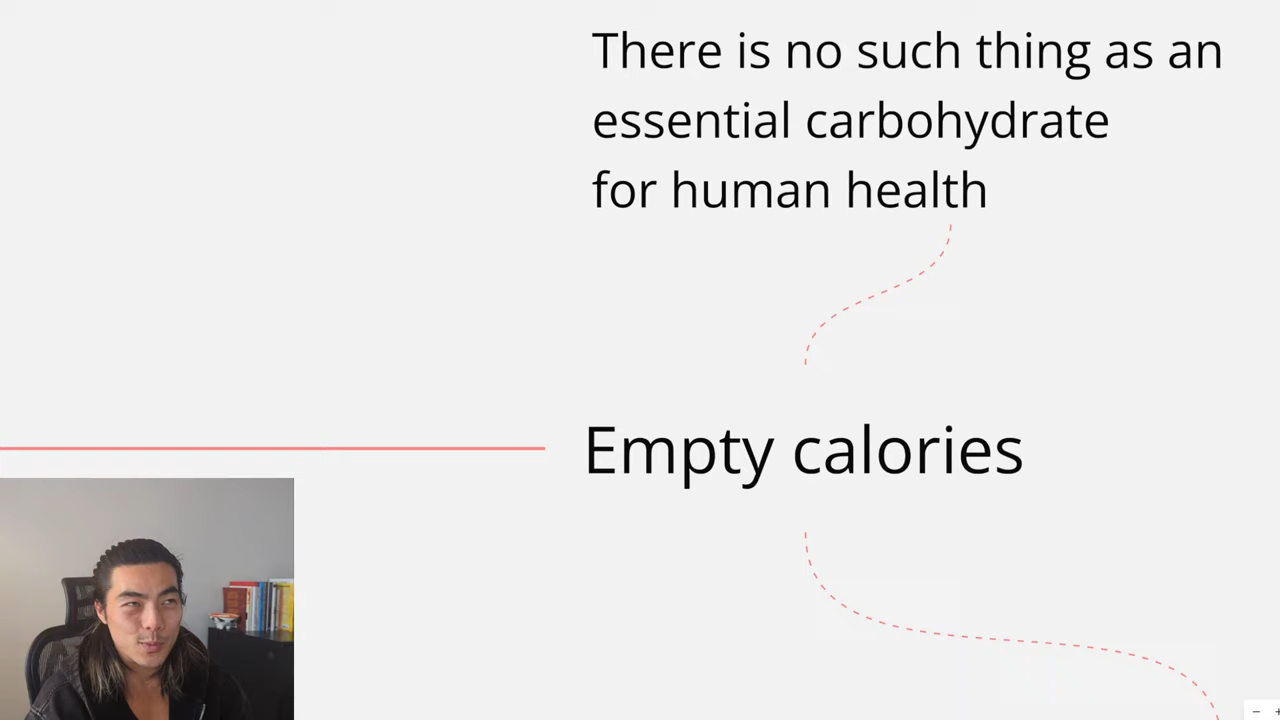 There is no such thing as an
essential carbohydrate
for human health
Empty calories